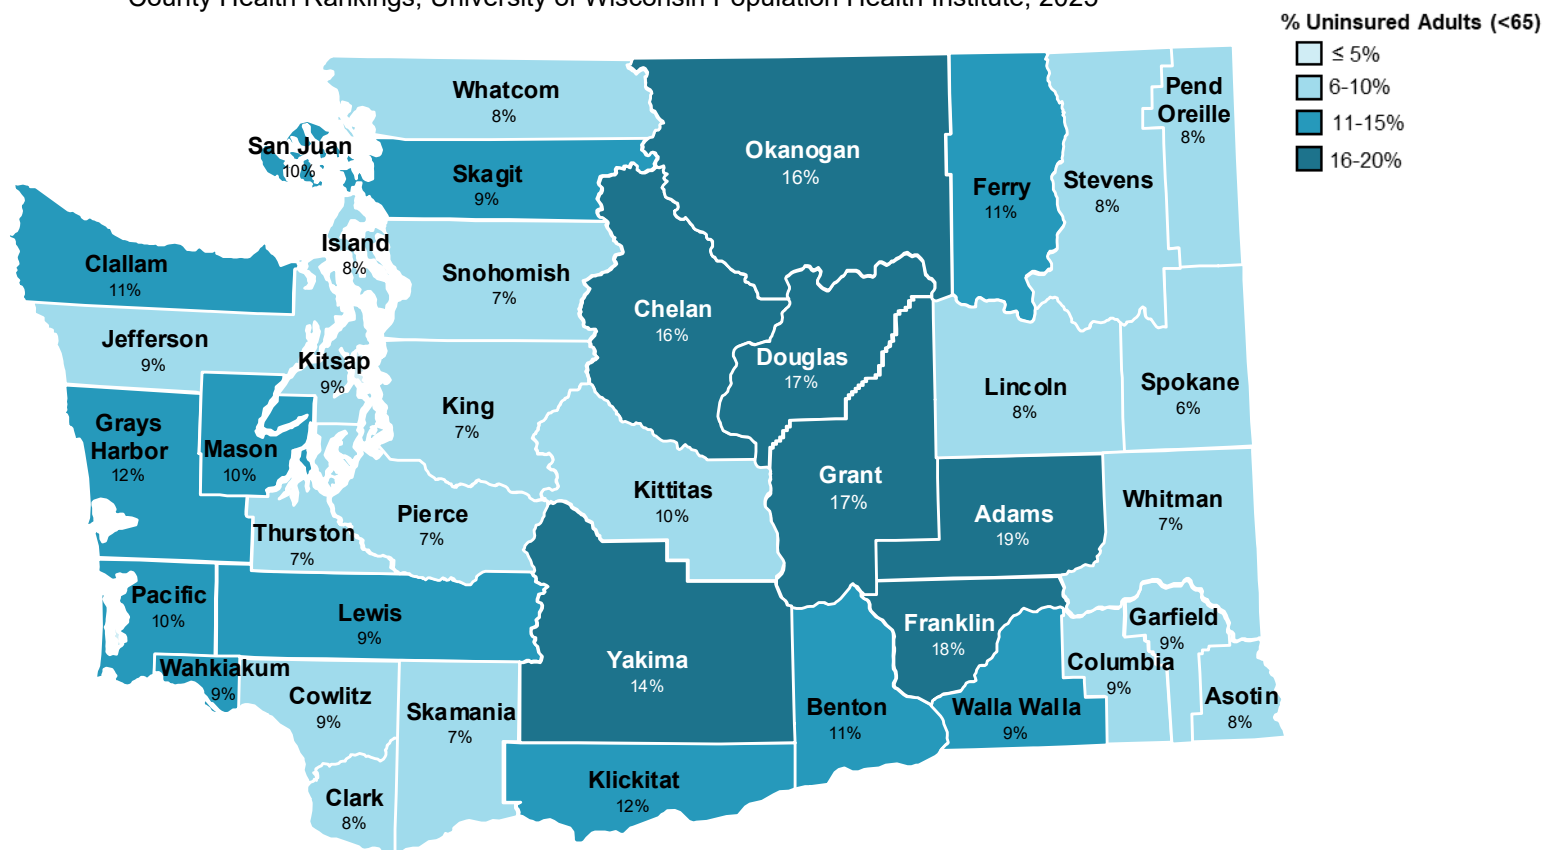 County Health Rankings, University of Wisconsin Population Health Institute, 2023
% Uninsured Adults (<65)
≤ 5%
6-10%
11-15%
16-20%
Whatcom
8%
San Juan
10%
Skagit
9%
Okanogan
16%
Ferry
11%
Stevens
8%
Pend
Oreille
8%
Clallam
11%
Island
8%
Snohomish
7%
Chelan
16%
Jefferson
9%
Kitsap
9%
Douglas
17%
Lincoln
8%
Spokane
6%
King
7%
Grays
Harbor
12%
Mason
10%
Kittitas
10%
Grant
17%
Adams
19%
Whitman
7%
Thurston
7%
Pierce
7%
Pacific
10%
Lewis
9%
Yakima
14%
Franklin
18%
Garfield
9%
Columbia
9%
Wahkiakum
9%
Cowlitz
9%
Skamania
7%
Benton
11%
Walla Walla
9%
Asotin
8%
Klickitat
12%
Clark
8%